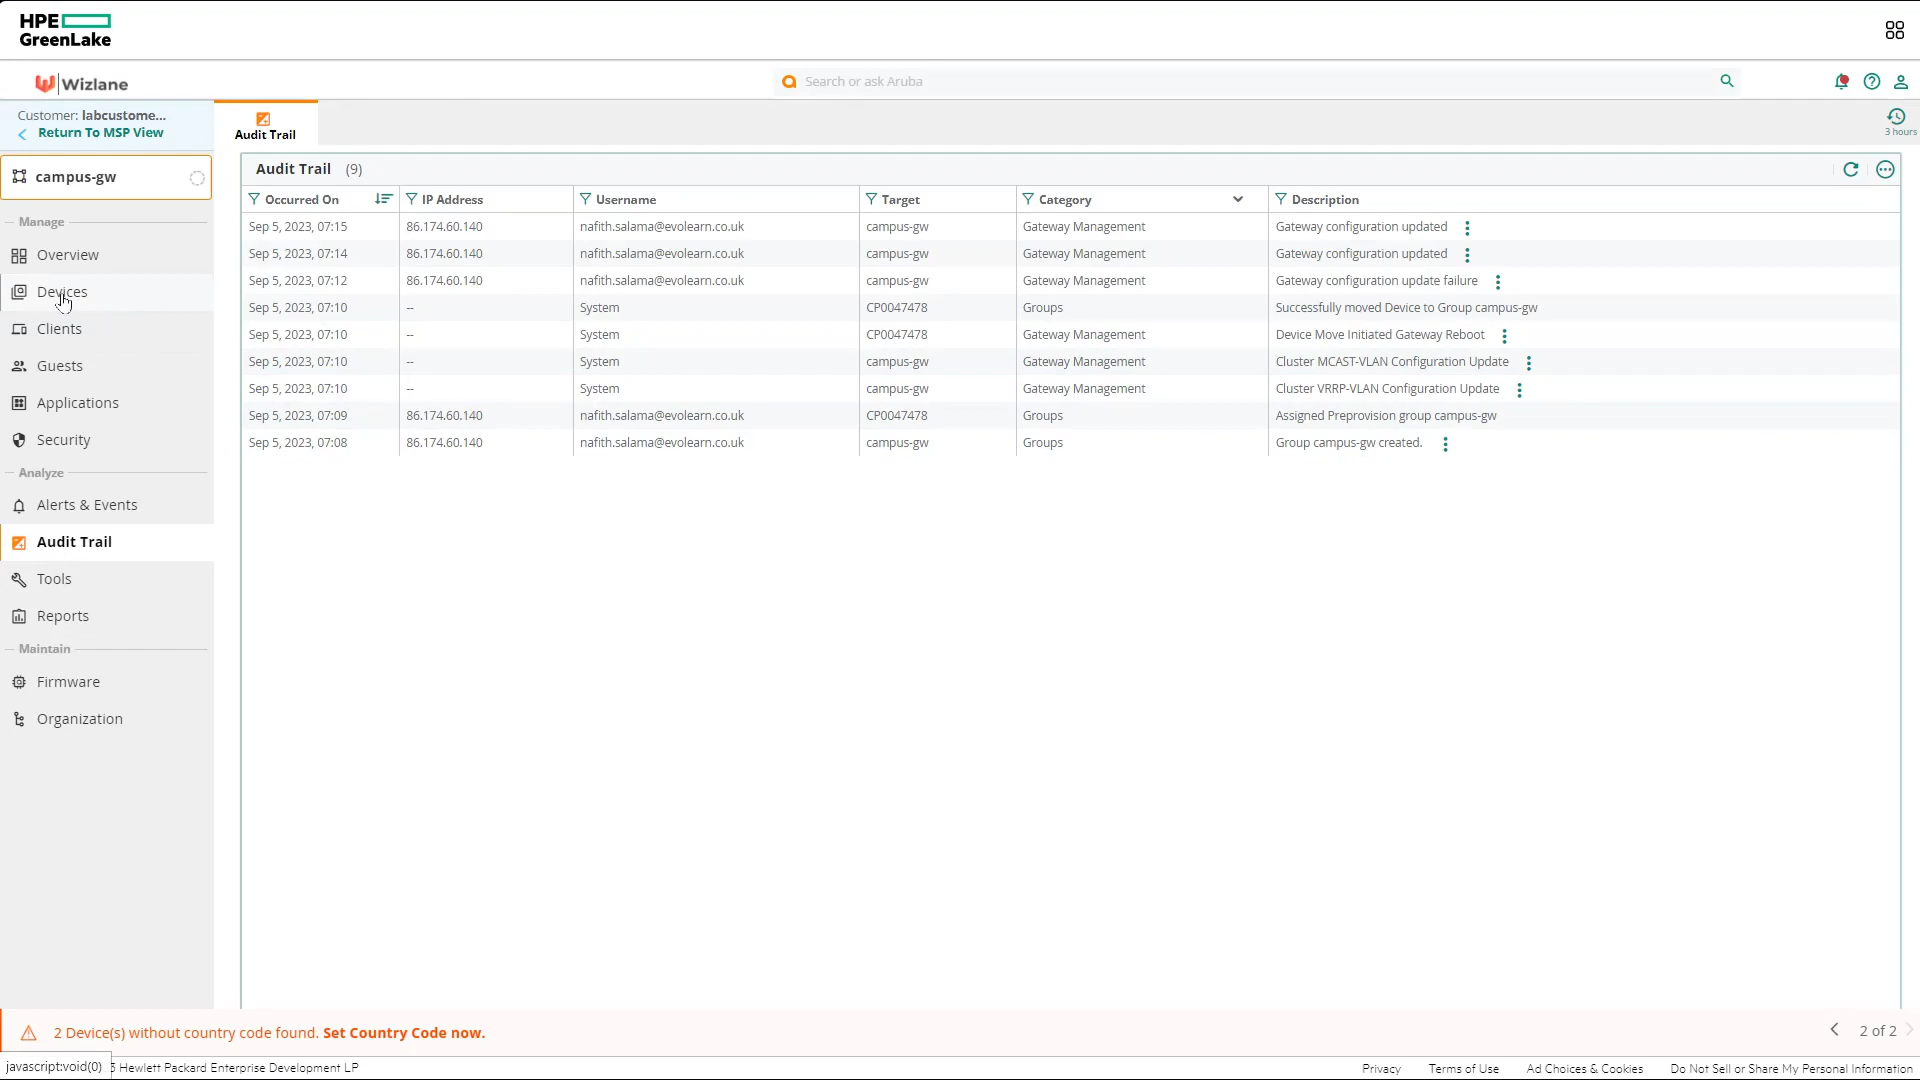 HPE
GreenLake
Wizlane
Search or ask Aruba
Customer: labcustome...
Return To MSP View
Audit Trail
3 hours
campus-gw
Audit Trail (9)
Occurred On IP Address Username Target Category Description
Sep 5, 2023, 07:15 86.174.60.140 nafith.salama@evolearn.co.uk campus-gw Gateway Management Gateway configuration updated
Sep 5, 2023, 07:14 86.174.60.140 nafith.salama@evolearn.co.uk campus-gw Gateway Management Gateway configuration updated
Sep 5, 2023, 07:12 86.174.60.140 nafith.salama@evolearn.co.uk campus-gw Gateway Management Gateway configuration update failure
Sep 5, 2023, 07:10 -- System CP0047478 Groups Successfully moved Device to Group campus-gw
Sep 5, 2023, 07:10 -- System CP0047478 Gateway Management Device Move Initiated Gateway Reboot
Sep 5, 2023, 07:10 -- System campus-gw Gateway Management Cluster MCAST-VLAN Configuration Update
Sep 5, 2023, 07:10 -- System campus-gw Gateway Management Cluster VRRP-VLAN Configuration Update
Sep 5, 2023, 07:09 86.174.60.140 nafith.salama@evolearn.co.uk CP0047478 Groups Assigned Preprovision group campus-gw
Sep 5, 2023, 07:08 86.174.60.140 nafith.salama@evolearn.co.uk campus-gw Groups Group campus-gw created.
Manage
Overview
Devices
Clients
Guests
Applications
Security
Analyze
Alerts & Events
Audit Trail
Tools
Reports
Maintain
Firmware
Organization
2 Device(s) without country code found. Set Country Code now.
2 of 2
javascript:void(0)
3 Hewlett Packard Enterprise Development LP
Privacy Terms of Use Ad Choices & Cookies Do Not Sell or Share My Personal Information